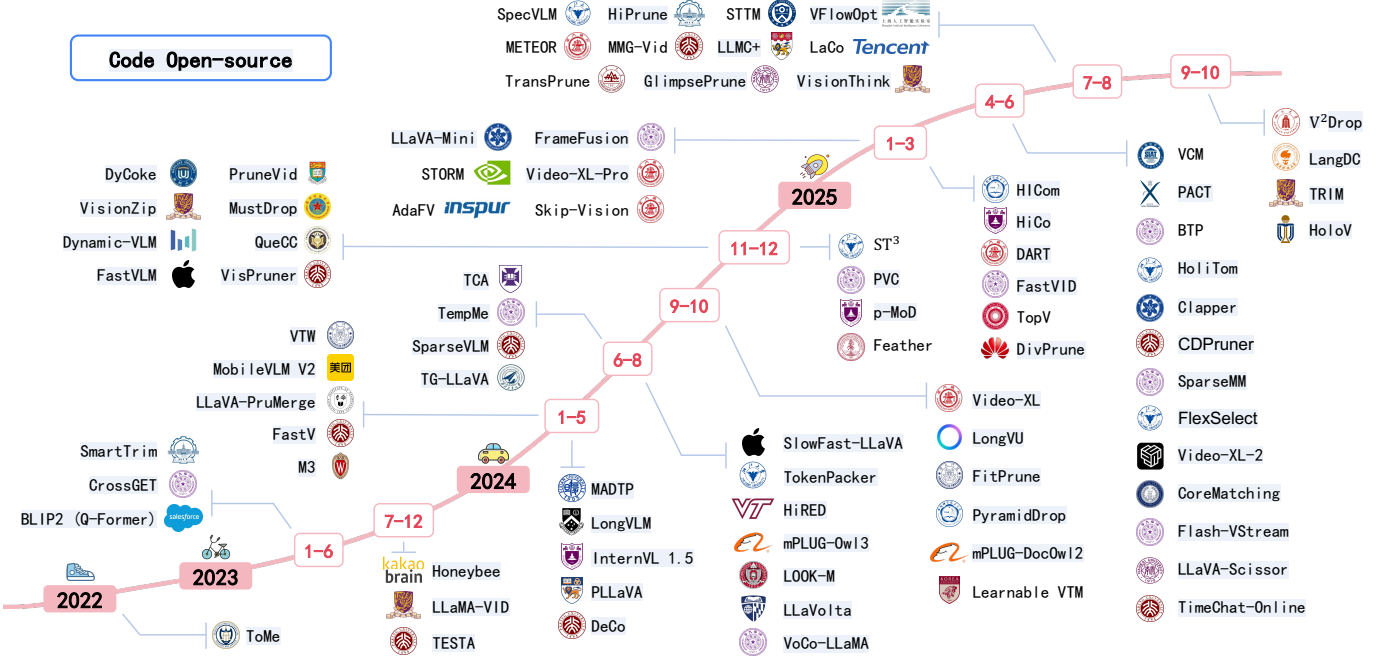 Code Open-source
SpecVLM
HiPrune
STTM
VFlowOpt
METEOR
MMG-Vid
LLMC+
LaCo
Tencent
TransPrune
GlimpsePrune
VisionThink
9-10
7-8
4-6
1-3
V²Drop
LangDC
TRIM
HoloV
VCM
PACT
BTP
HoliTom
Clapper
CDPruner
SparseMM
FlexSelect
Video-XL-2
CoreMatching
Flash-VStream
LLaVA-Scissor
TimeChat-Online
LLaVA-Mini
FrameFusion
STORM
Video-XL-Pro
AdaFV
inspur
Skip-Vision
HICom
HiCo
DART
FastVID
TopV
DivPrune
2025
DyCoke
PruneVid
VisionZip
MustDrop
Dynamic-VLM
QueCC
FastVLM
VisPruner
11-12
ST³
PVC
p-MoD
Feather
9-10
Video-XL
LongVU
FitPrune
PyramidDrop
mPLUG-DocOwl2
KOREA
Learnable VTM
TCA
TempMe
SparseVLM
TG-LLaVA
6-8
SlowFast-LLaVA
TokenPacker
VT
HiRED
mPLUG-Owl3
LOOK-M
LLaVolta
VoCo-LLaMA
VTW
MobileVLM V2
美团
LLaVA-PruMerge
FastV
M3
W
1-5
MADTP
LongVLM
InternVL 1.5
PLLaVA
DeCo
2024
SmartTrim
CrossGET
BLIP2 (Q-Former)
salesforce
7-12
kakao
brain
Honeybee
LLaMA-VID
TESTA
1-6
2023
2022
ToMe